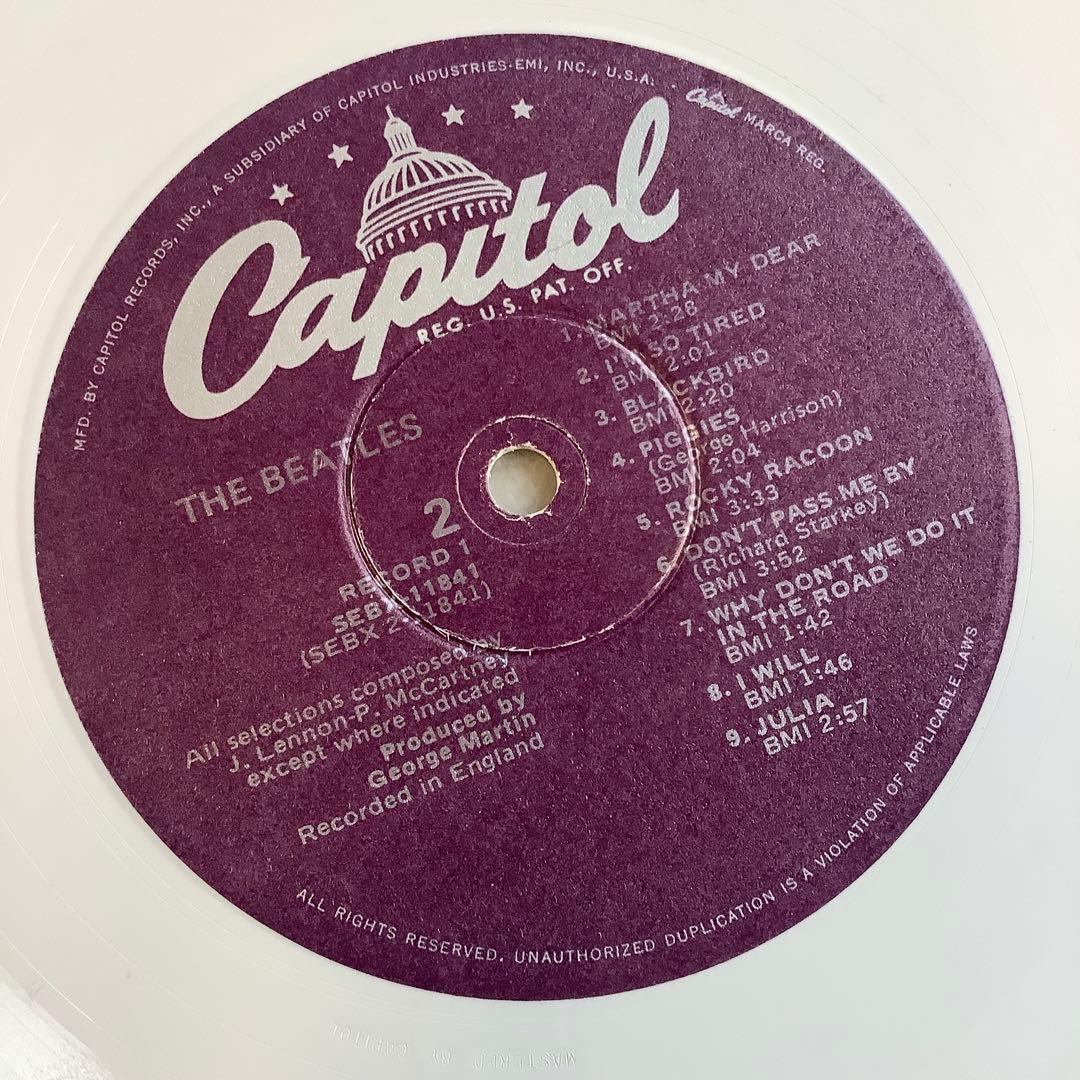 MFD. BY CAPITOL RECORDS, INC., A SUBSIDIARY OF CAPITOL INDUSTRIES-EMI, INC., U.S.A.
Capitol MARCA REG.
Capitol
REG. U.S. PAT. OFF.
THE BEATLES
2
RECORD 1
SEBX-11841
(SEBX 2-11841)
All selections composed by
J. Lennon-P. McCartney
except where indicated
Produced by
George Martin
Recorded in England
1. MARTHA MY DEAR
BMI 2:28
2. I'M SO TIRED
BMI 2:01
3. BLACKBIRD
BMI 2:20
4. PIGGIES
(George Harrison)
BMI 2:04
5. ROCKY RACOON
BMI 3:33
6. DON'T PASS ME BY
(Richard Starkey)
BMI 3:52
7. WHY DON'T WE DO IT
IN THE ROAD
BMI 1:42
8. I WILL
BMI 1:46
9. JULIA
BMI 2:57
ALL RIGHTS RESERVED. UNAUTHORIZED DUPLICATION IS A VIOLATION OF APPLICABLE LAWS
MASTERED BY CAPITOL